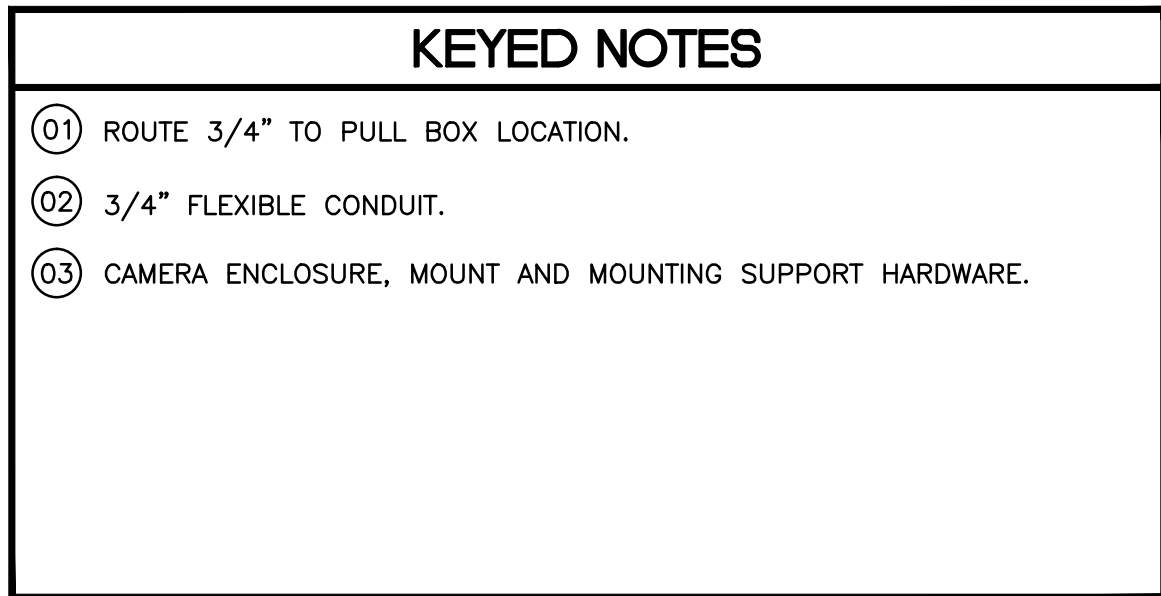 KEYED NOTES
01 ROUTE 3/4" TO PULL BOX LOCATION.
02 3/4" FLEXIBLE CONDUIT.
03 CAMERA ENCLOSURE, MOUNT AND MOUNTING SUPPORT HARDWARE.